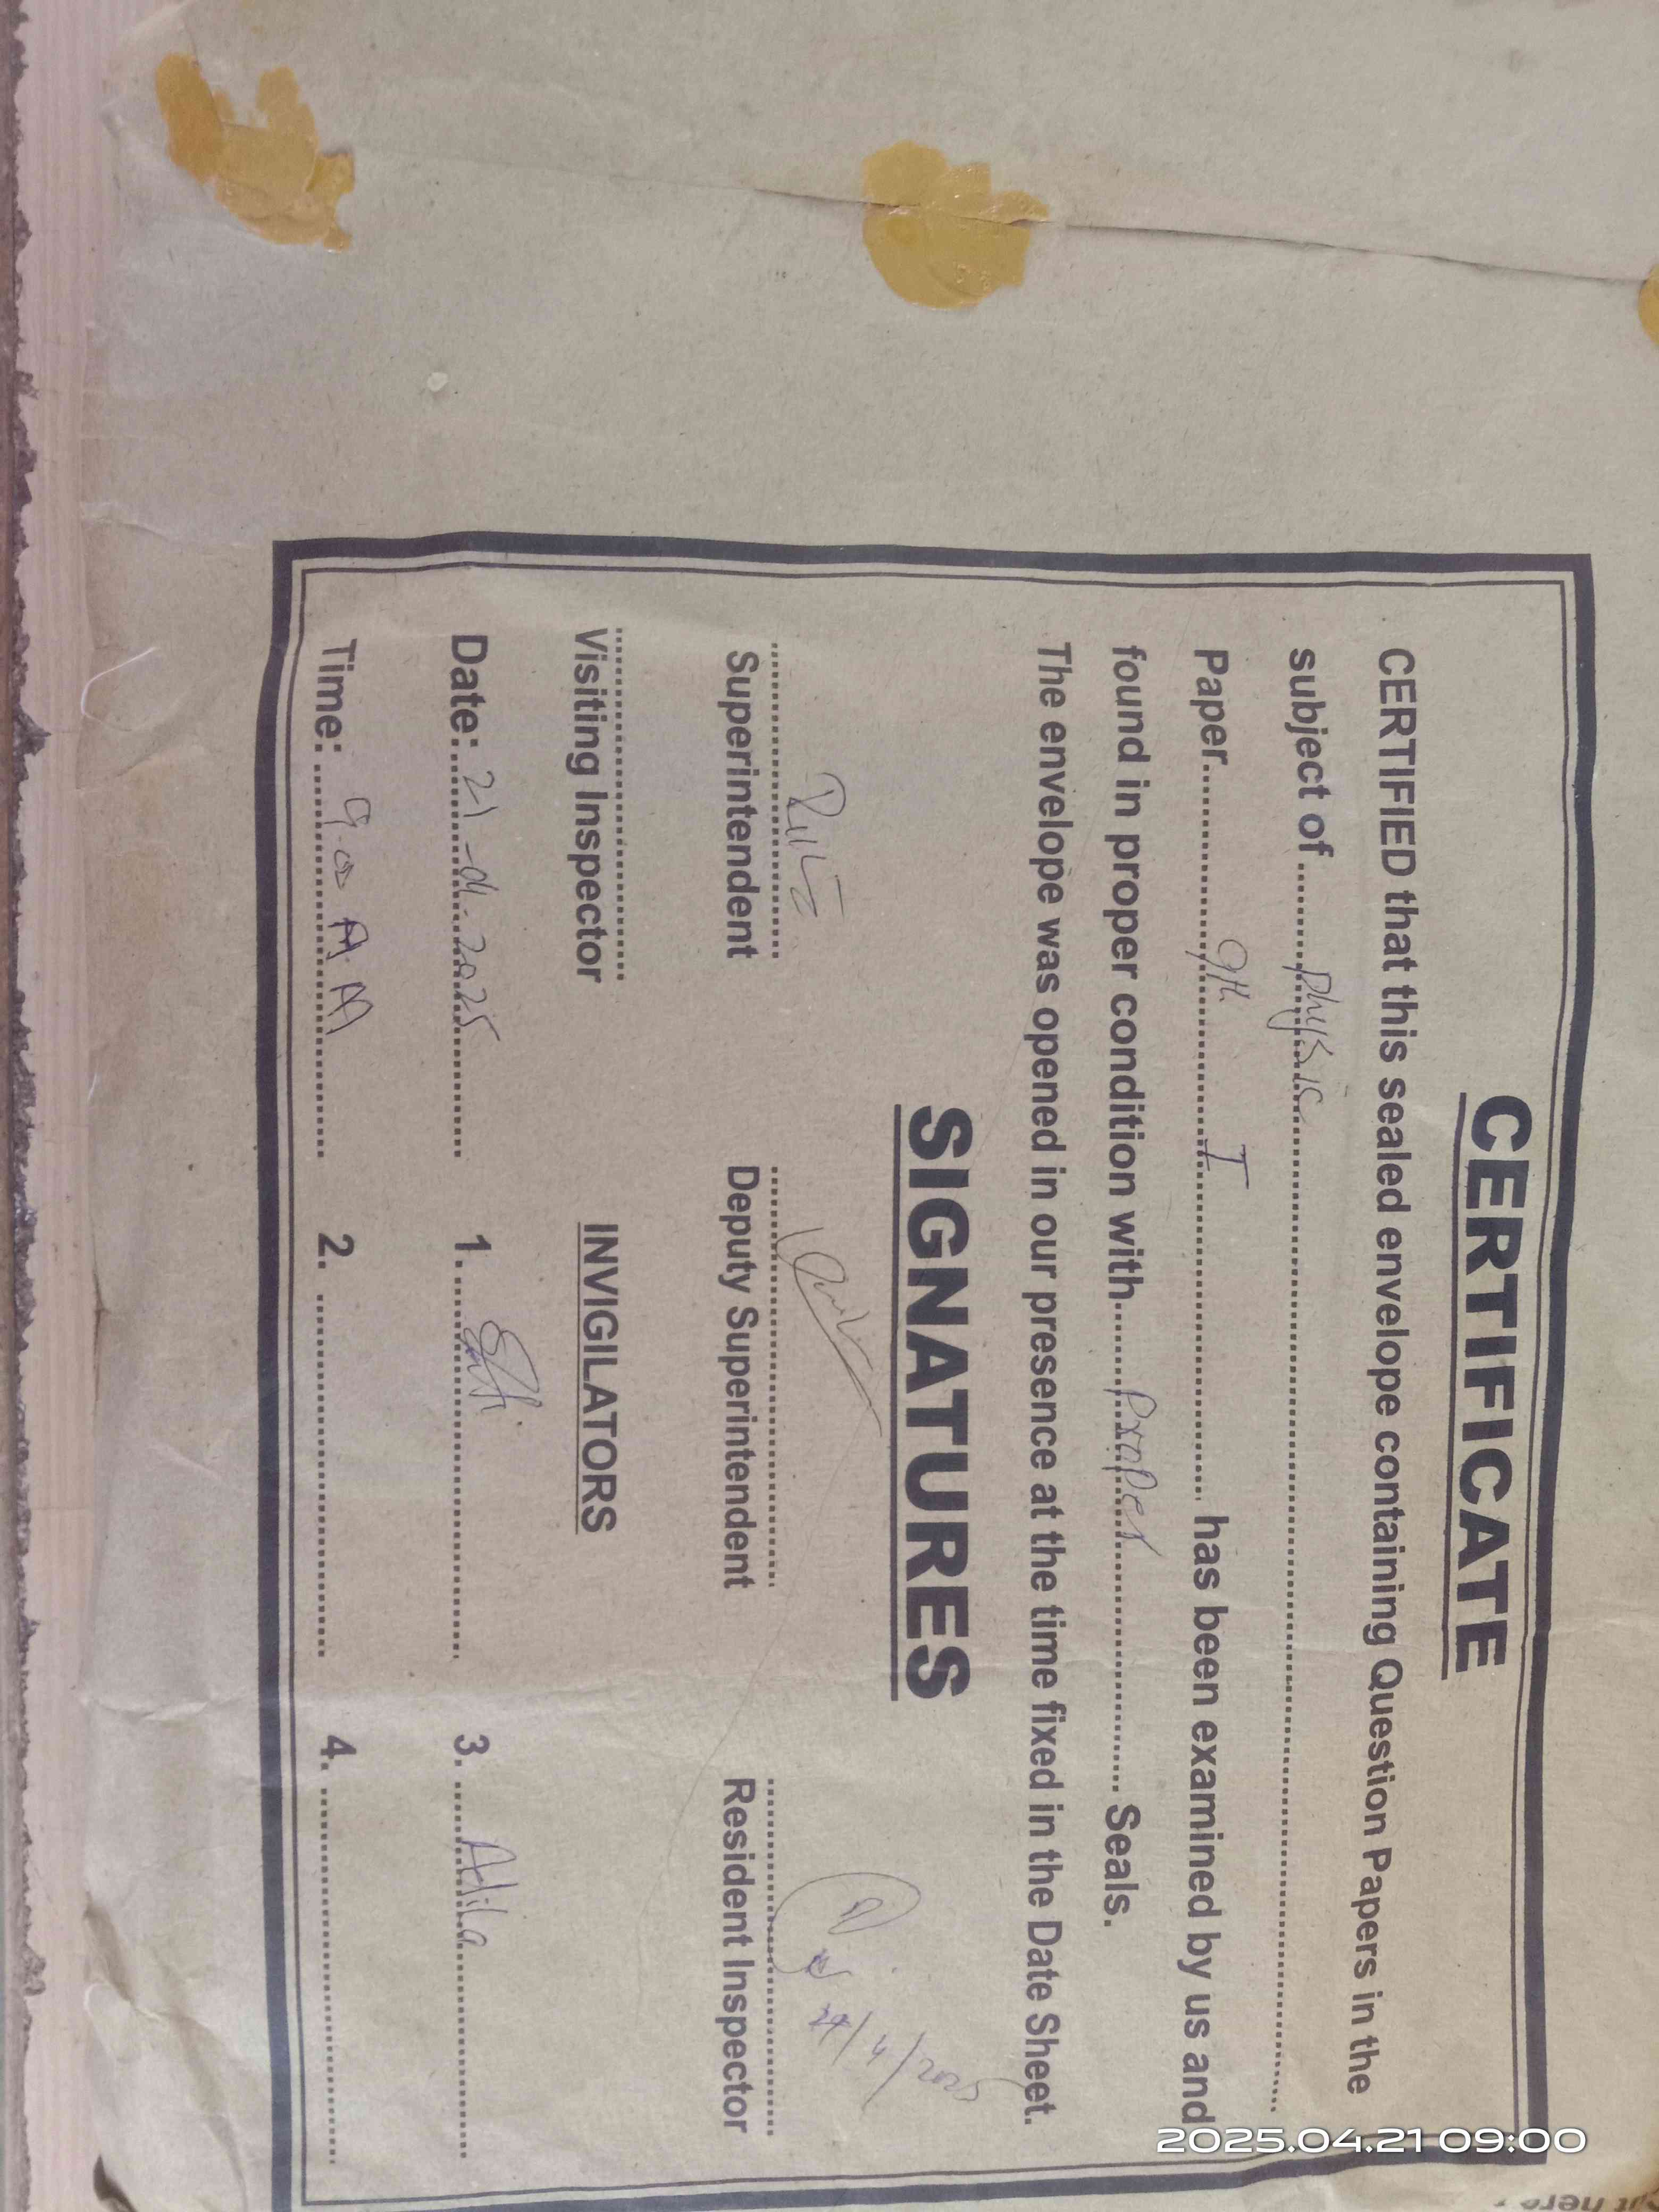 CERTIFICATE
CERTIFIED that this sealed envelope containing Question Papers in the
subject of ........ Physic ........
Paper ........ 9th ........ I ........ has been examined by us and
found in proper condition with ........ Proper ........ Seals.
The envelope was opened in our presence at the time fixed in the Date Sheet.
SIGNATURES
21/4/2025
Superintendent Deputy Superintendent Resident Inspector
Visiting Inspector INVIGILATORS
Date: 21-04-2025 1. ........ 3. Adila
Time: 9:00 A M 2. ........ 4. ........
2025.04.21 09:00